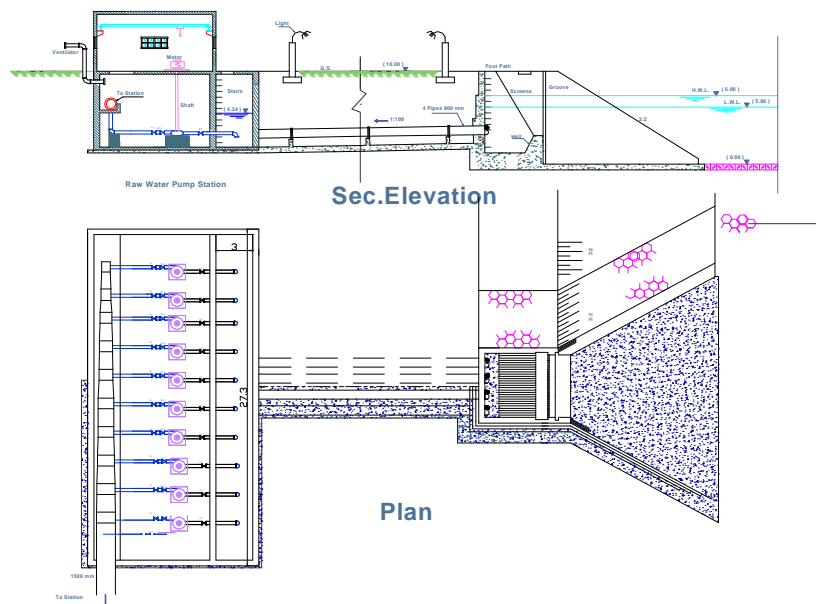 Light
Ventilator
G.S.
(10.00)
Foot Path
Motor
To Station
Stairs
Screens
Groove
H.W.L.
(6.00)
L.W.L.
(5.00)
Shaft
(4.34)
4 Pipes 800 mm
1:100
3:2
weir
(0.00)
Raw Water Pump Station
Sec.Elevation
3
3:2
3:2
27.3
Plan
1500 mm
To Station